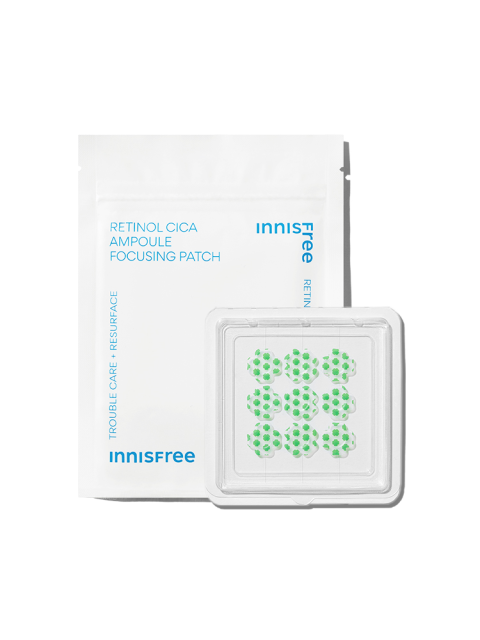 RETINOL CICA
AMPOULE
FOCUSING PATCH
INNISFree
RETIN
TROUBLE CARE + RESURFACE
INNISFree